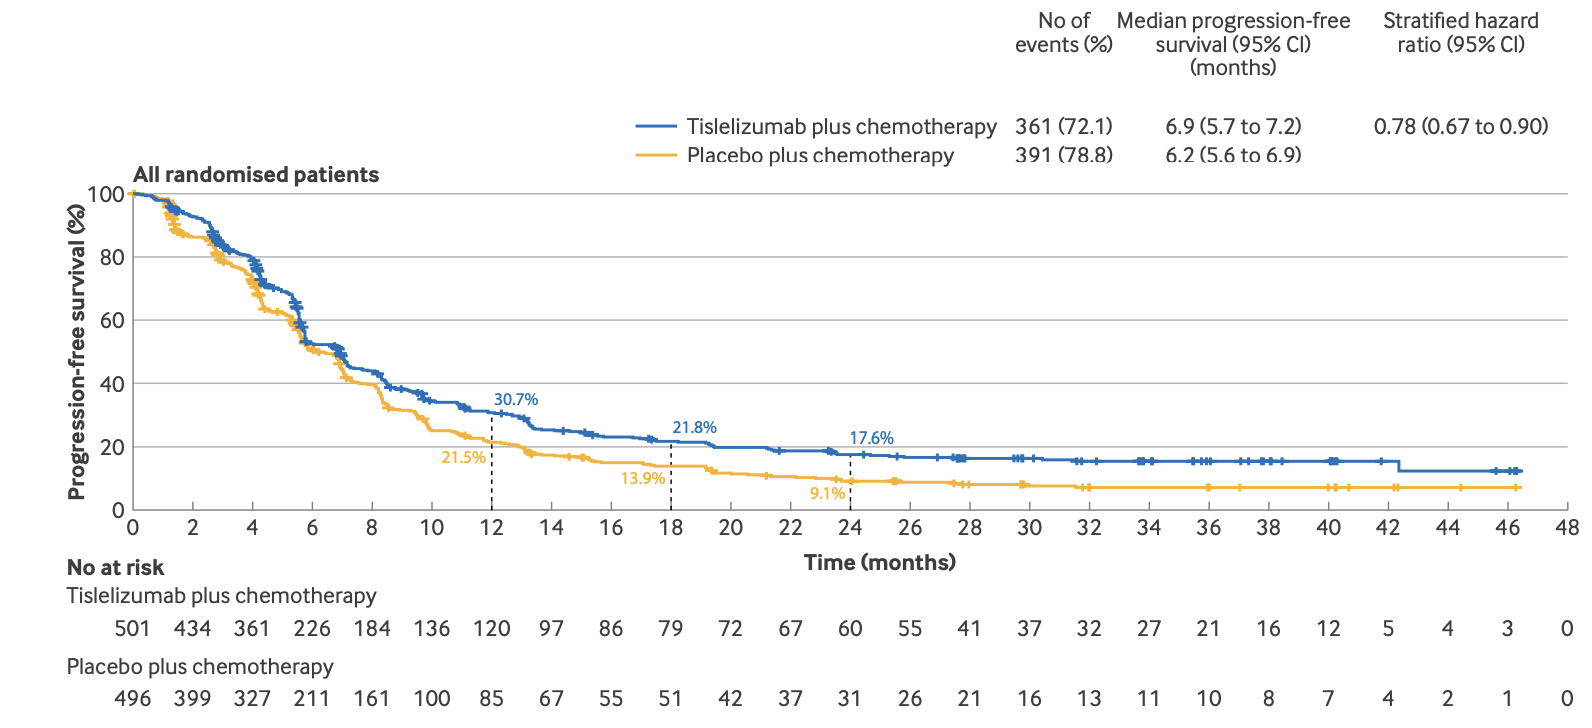 No of events (%)
Median progression-free survival (95% CI) (months)
Stratified hazard ratio (95% CI)
Tislelizumab plus chemotherapy 361 (72.1) 6.9 (5.7 to 7.2) 0.78 (0.67 to 0.90)
Placebo plus chemotherapy 391 (78.8) 6.2 (5.6 to 6.9)
All randomised patients
Progression-free survival (%)
100
80
60
40
20
0
30.7%
21.5%
21.8%
13.9%
17.6%
9.1%
0 2 4 6 8 10 12 14 16 18 20 22 24 26 28 30 32 34 36 38 40 42 44 46 48
Time (months)
No at risk
Tislelizumab plus chemotherapy
501 434 361 226 184 136 120 97 86 79 72 67 60 55 41 37 32 27 21 16 12 5 4 3 0
Placebo plus chemotherapy
496 399 327 211 161 100 85 67 55 51 42 37 31 26 21 16 13 11 10 8 7 4 2 1 0